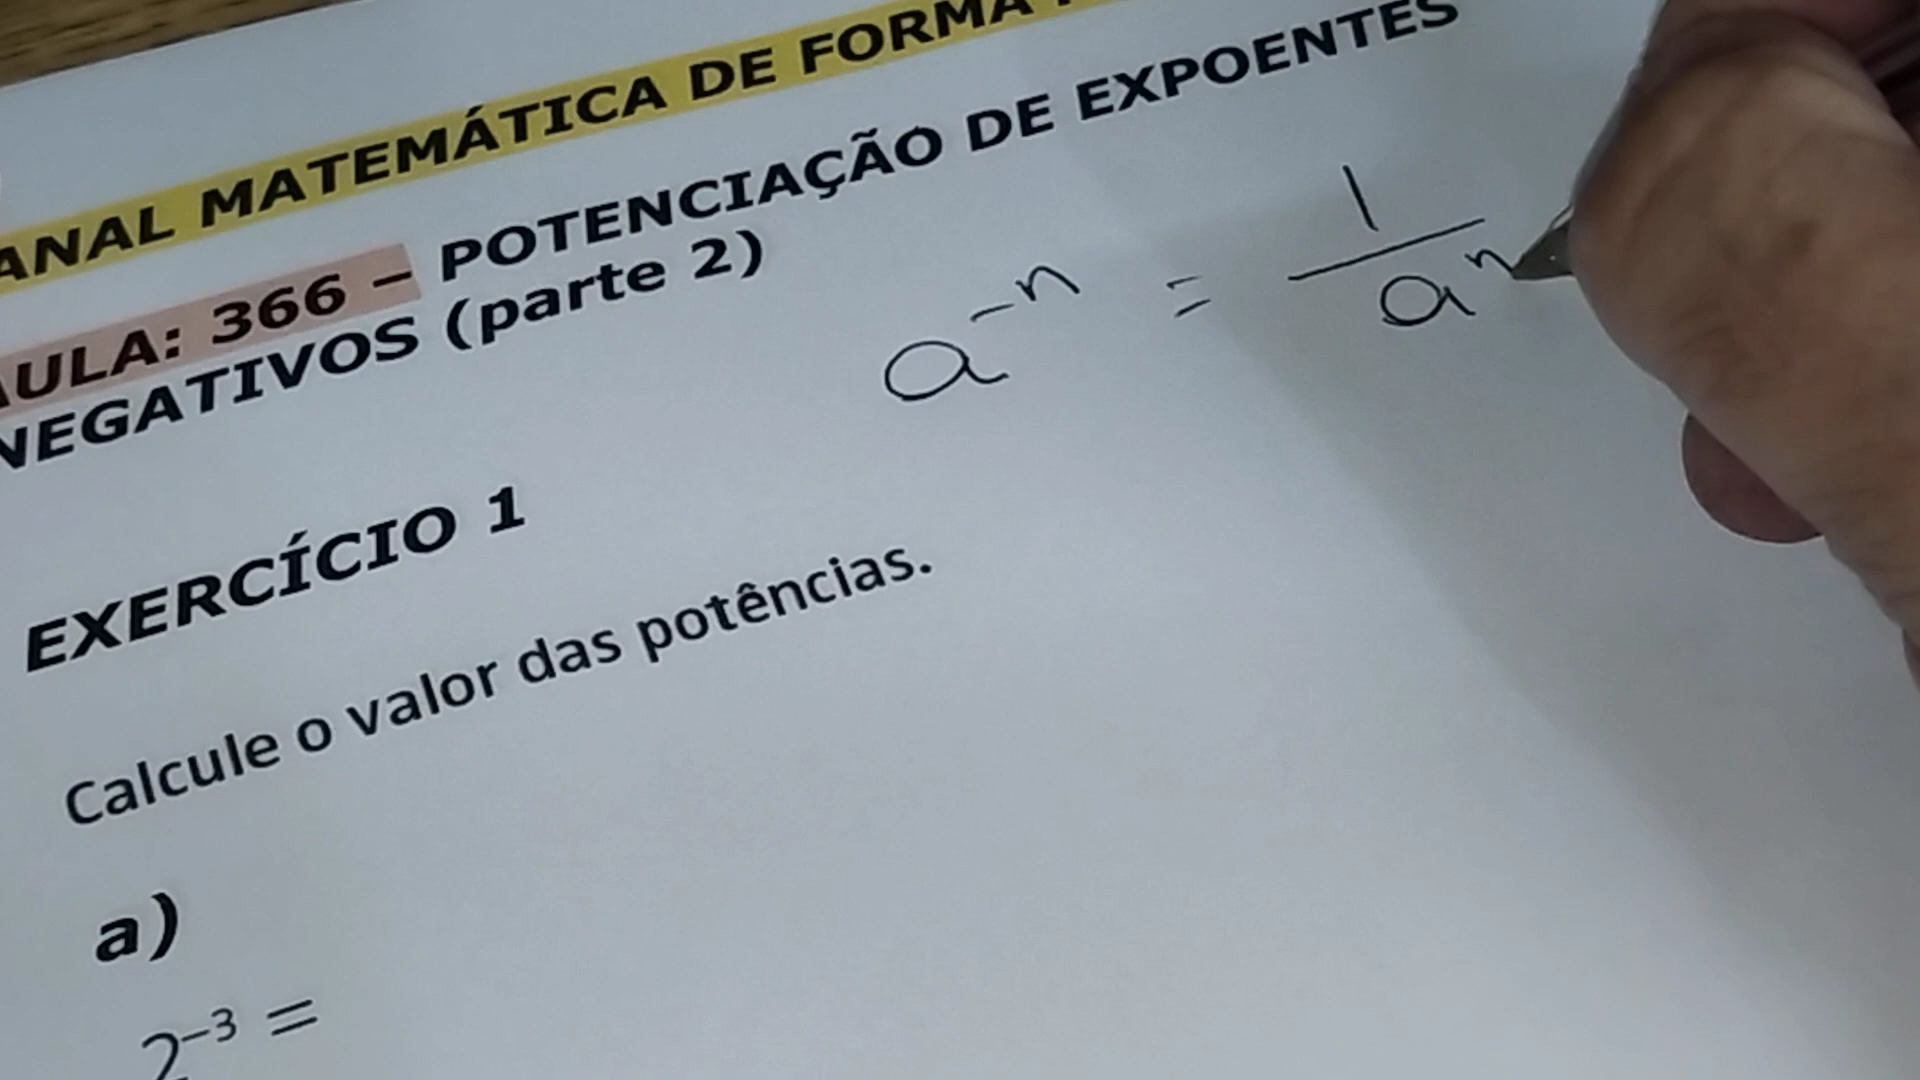 ANAL MATEMÁTICA DE FORMA
AULA: 366 – POTENCIAÇÃO DE EXPOENTES
NEGATIVOS (parte 2)
a⁻ⁿ = 1/aⁿ
EXERCÍCIO 1
Calcule o valor das potências.
a)
2⁻³ =